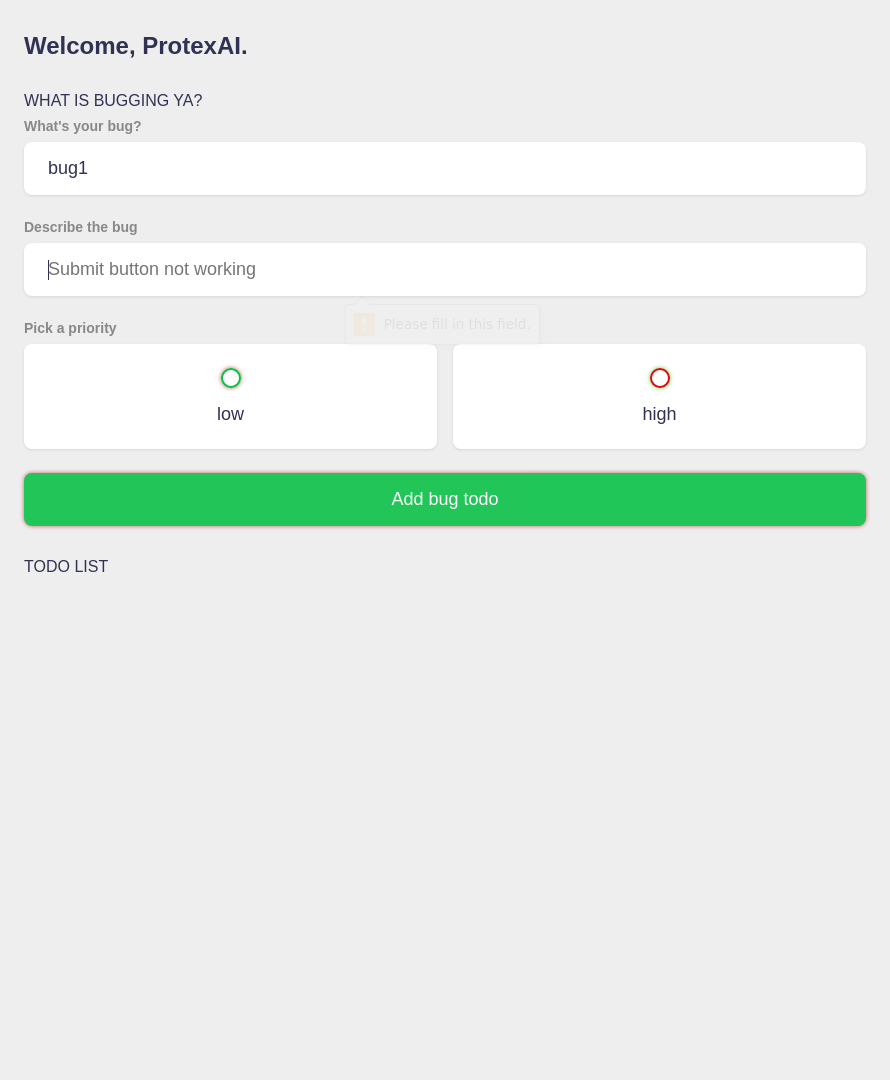 Welcome, ProtexAI.
WHAT IS BUGGING YA?
What's your bug?
bug1
Describe the bug
Submit button not working
Please fill in this field.
Pick a priority
low
high
Add bug todo
TODO LIST